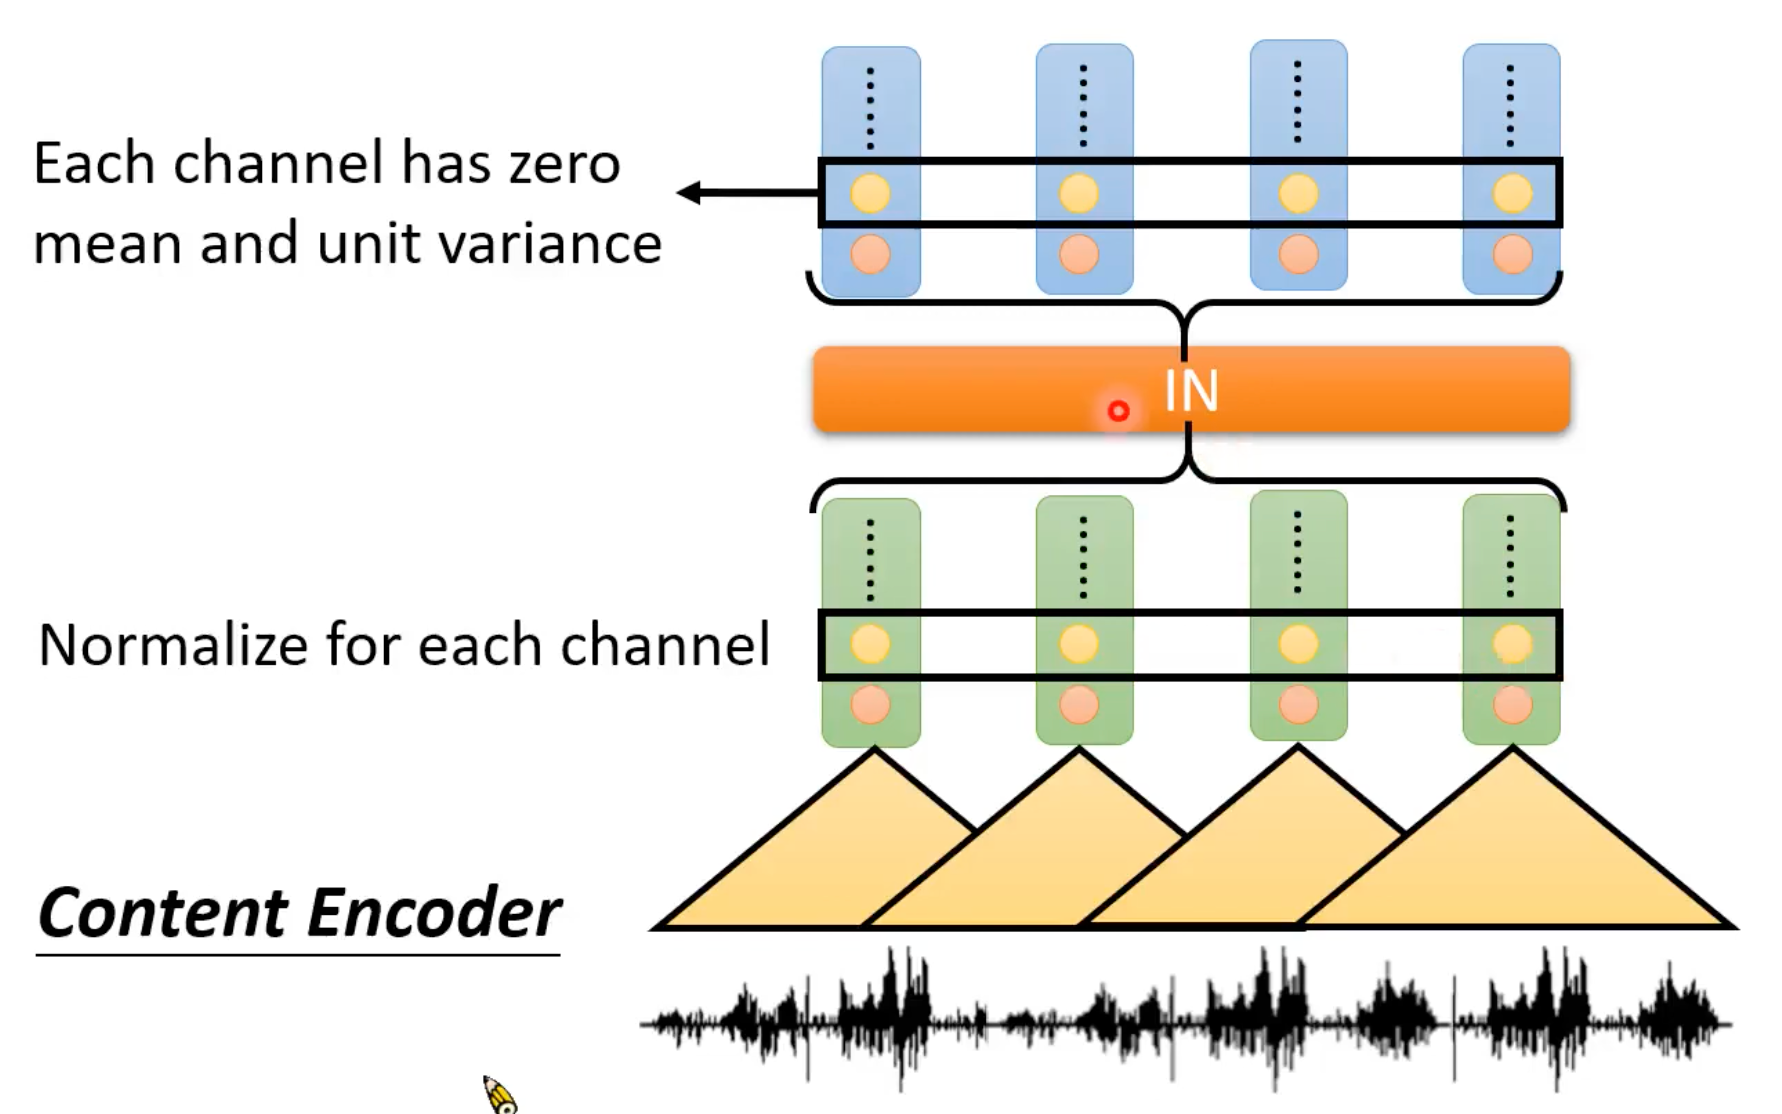 Each channel has zero
mean and unit variance
IN
Normalize for each channel
Content Encoder